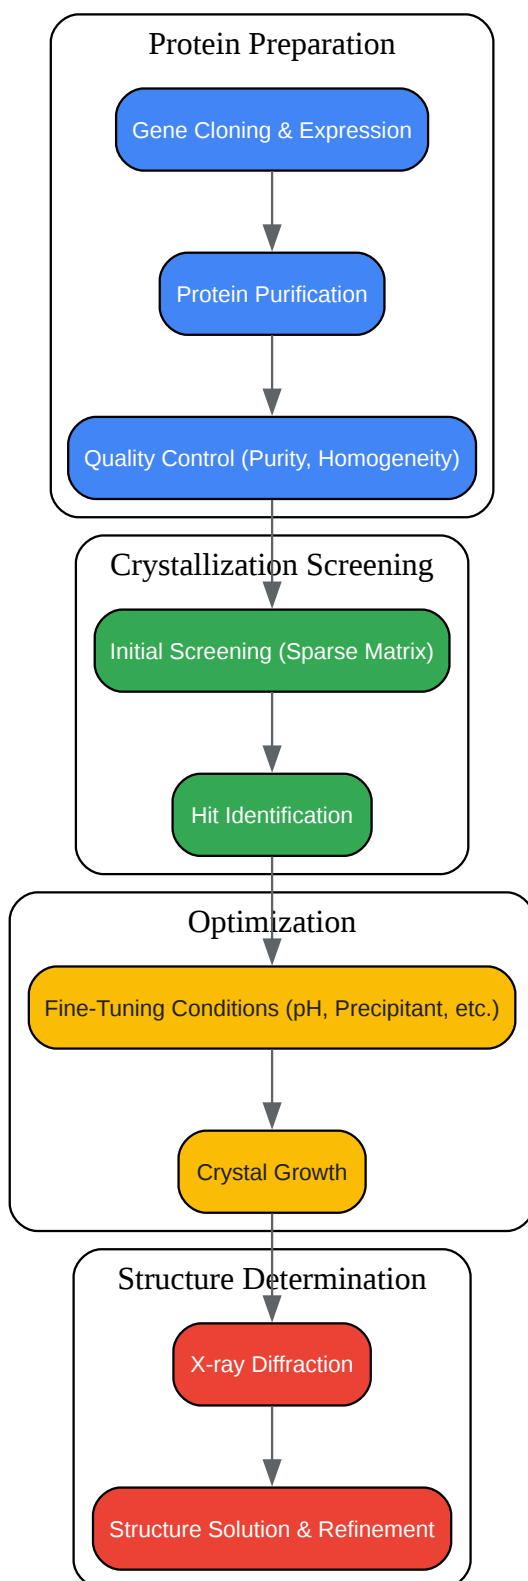 Protein Preparation
Gene Cloning & Expression
Protein Purification
Quality Control (Purity, Homogeneity)
Crystallization Screening
Initial Screening (Sparse Matrix)
Hit Identification
Optimization
Fine-Tuning Conditions (pH, Precipitant, etc.)
Crystal Growth
Structure Determination
X-ray Diffraction
Structure Solution & Refinement